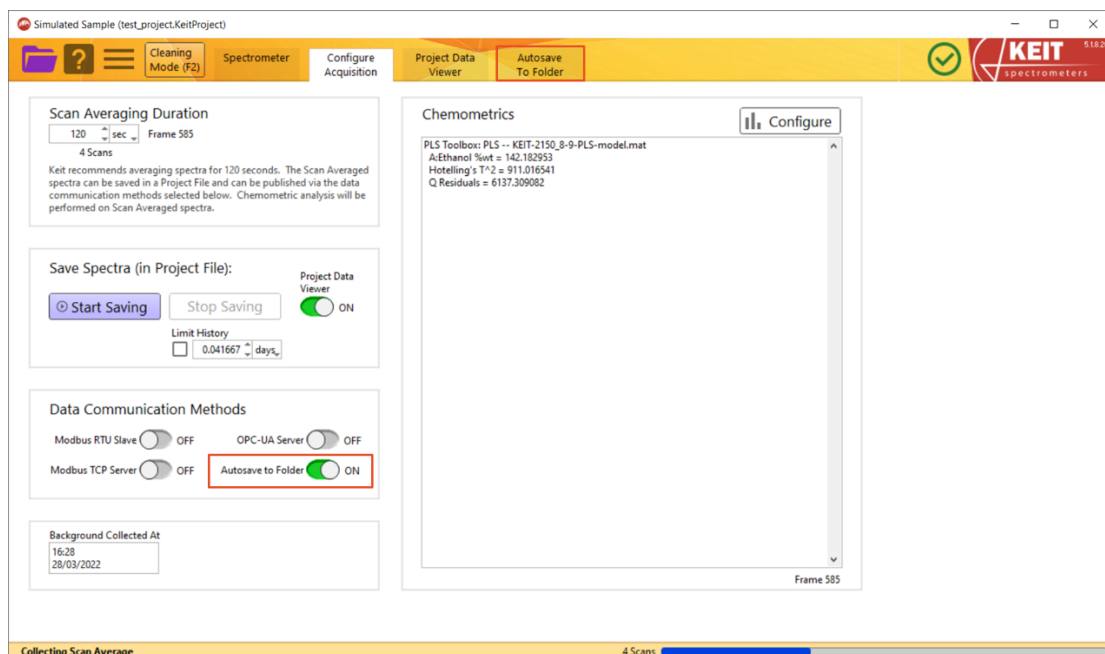 Simulated Sample (test_project.KeitProject)
?
Cleaning
Mode (F2)
Spectrometer
Configure
Acquisition
Project Data
Viewer
Autosave
To Folder
KEIT
spectrometers
5.18.2
Scan Averaging Duration
120 sec Frame 585
4 Scans
Keit recommends averaging spectra for 120 seconds. The Scan Averaged
spectra can be saved in a Project File and can be published via the data
communication methods selected below. Chemometric analysis will be
performed on Scan Averaged spectra.
Save Spectra (in Project File):
Project Data
Viewer
Start Saving
Stop Saving
ON
Limit History
0.041667 days
Data Communication Methods
Modbus RTU Slave OFF
OPC-UA Server OFF
Modbus TCP Server OFF
Autosave to Folder ON
Background Collected At
16:28
28/03/2022
Chemometrics
Configure
PLS Toolbox: PLS -- KEIT-2150_8-9-PLS-model.mat
A:Ethanol %wt = 142.182953
Hotelling's T^2 = 911.016541
Q Residuals = 6137.309082
Frame 585
Collecting Scan Average
4 Scans